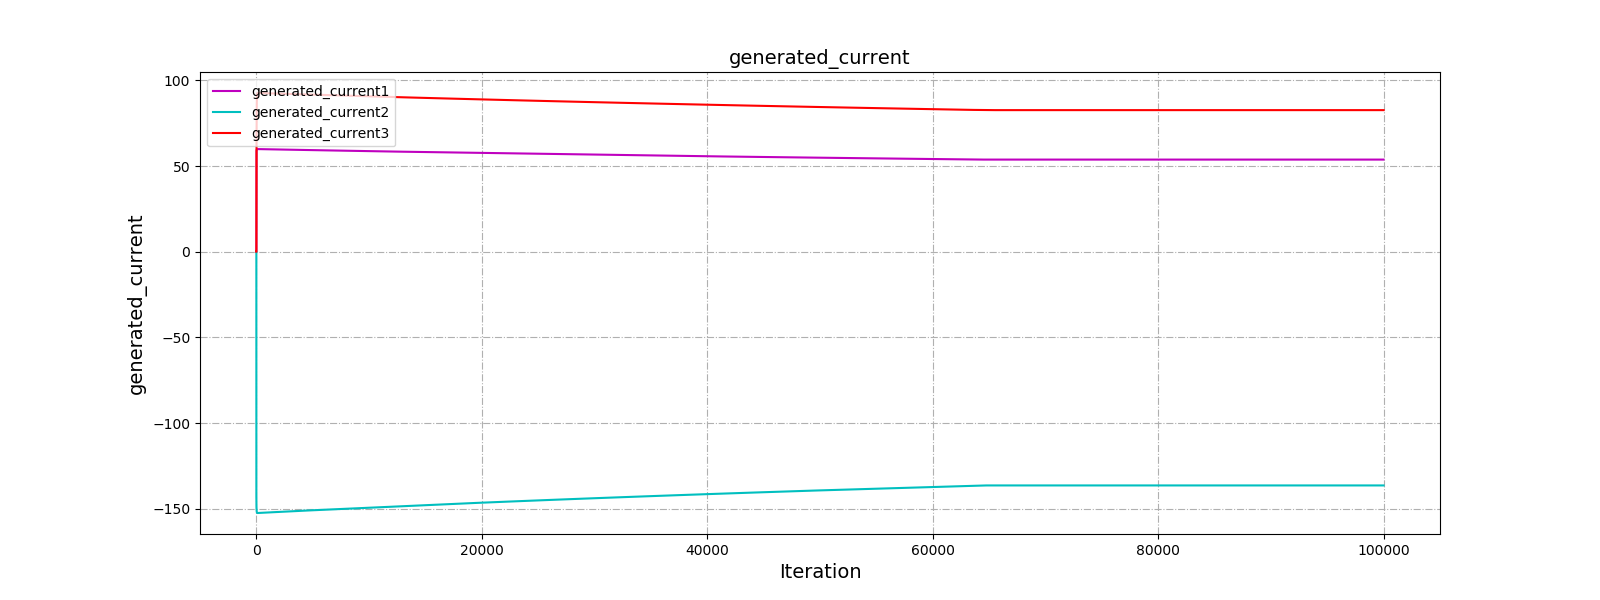 generated_current
generated_current1
generated_current2
generated_current3
100
50
0
−50
−100
−150
generated_current
0 20000 40000 60000 80000 100000
Iteration